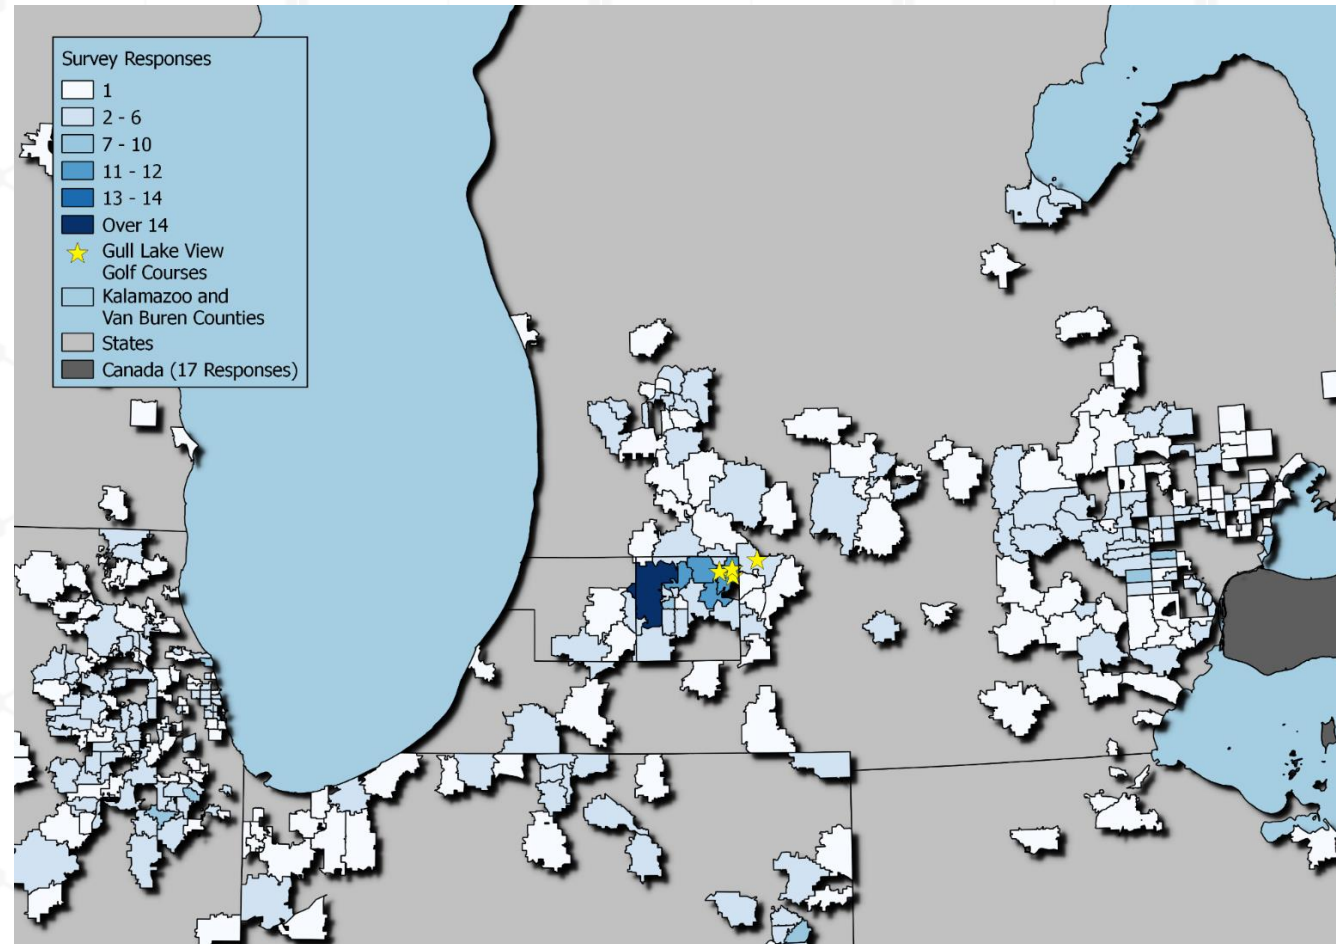 Survey Responses
1
2 - 6
7 - 10
11 - 12
13 - 14
Over 14
Gull Lake View
Golf Courses
Kalamazoo and
Van Buren Counties
States
Canada (17 Responses)